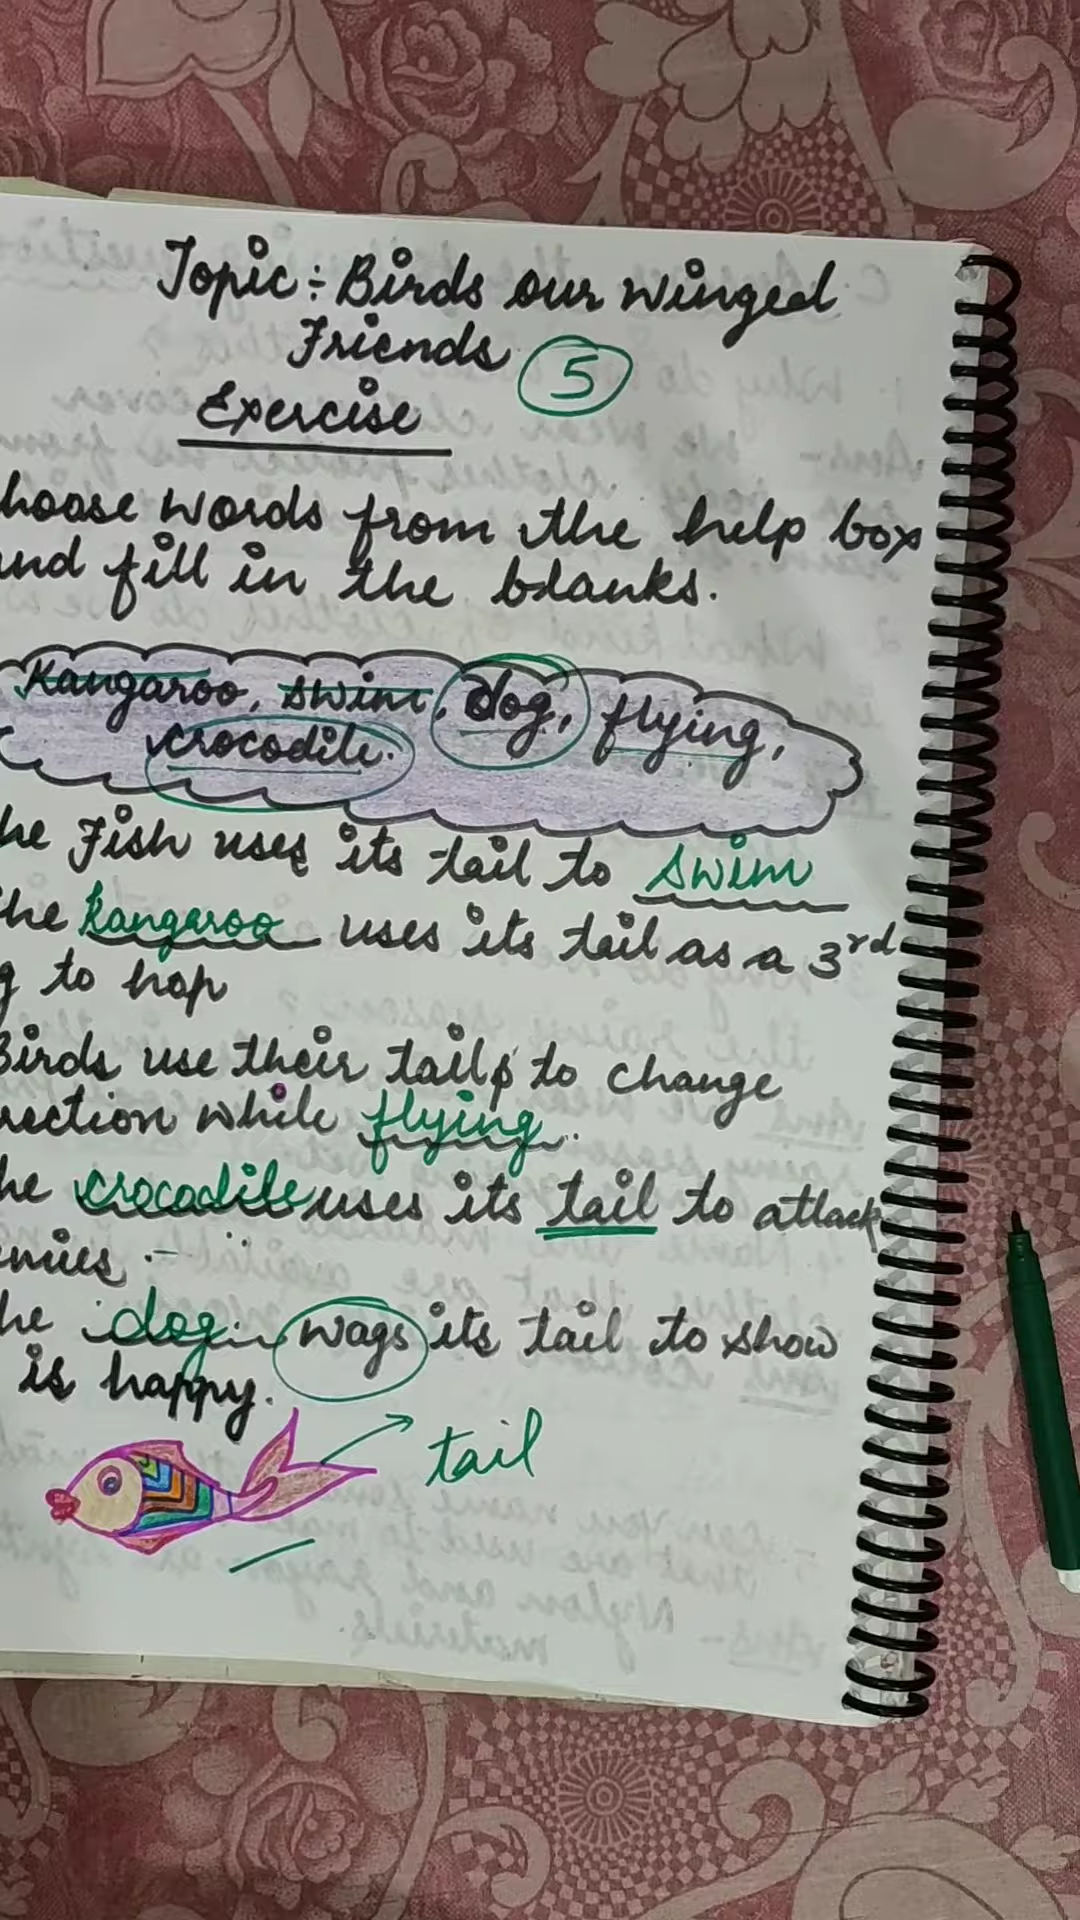 Topic :- Birds our winged
Friends
5
Exercise
hoose words from the help box
and fill in the blanks.
Kangaroo, swim, dog, flying,
crocodile.
he Fish uses its tail to swim
he kangaroo uses its tail as a 3rd
g to hop
Birds use their tails to change
rection while flying.
he crocodile uses its tail to attack
enies.
he dog wags its tail to show
is happy.
tail